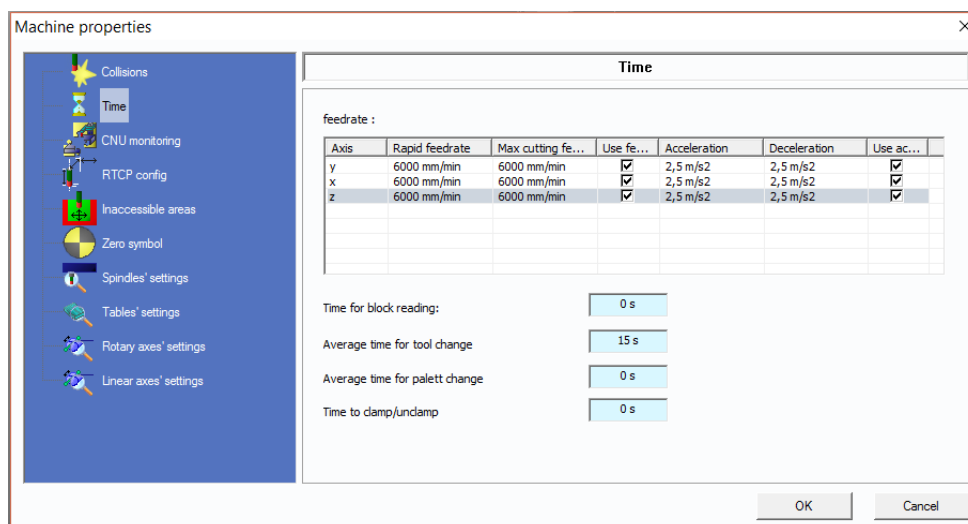 Machine properties
Collisions
Time
CNU monitoring
RTCP config
Inaccessible areas
Zero symbol
Spindles' settings
Tables' settings
Rotary axes' settings
Linear axes' settings
Time
feedrate :
Axis Rapid feedrate Max cutting fe... Use fe... Acceleration Deceleration Use ac...
y 6000 mm/min 6000 mm/min 2,5 m/s2 2,5 m/s2
x 6000 mm/min 6000 mm/min 2,5 m/s2 2,5 m/s2
z 6000 mm/min 6000 mm/min 2,5 m/s2 2,5 m/s2
Time for block reading: 0 s
Average time for tool change 15 s
Average time for palett change 0 s
Time to clamp/unclamp 0 s
OK Cancel